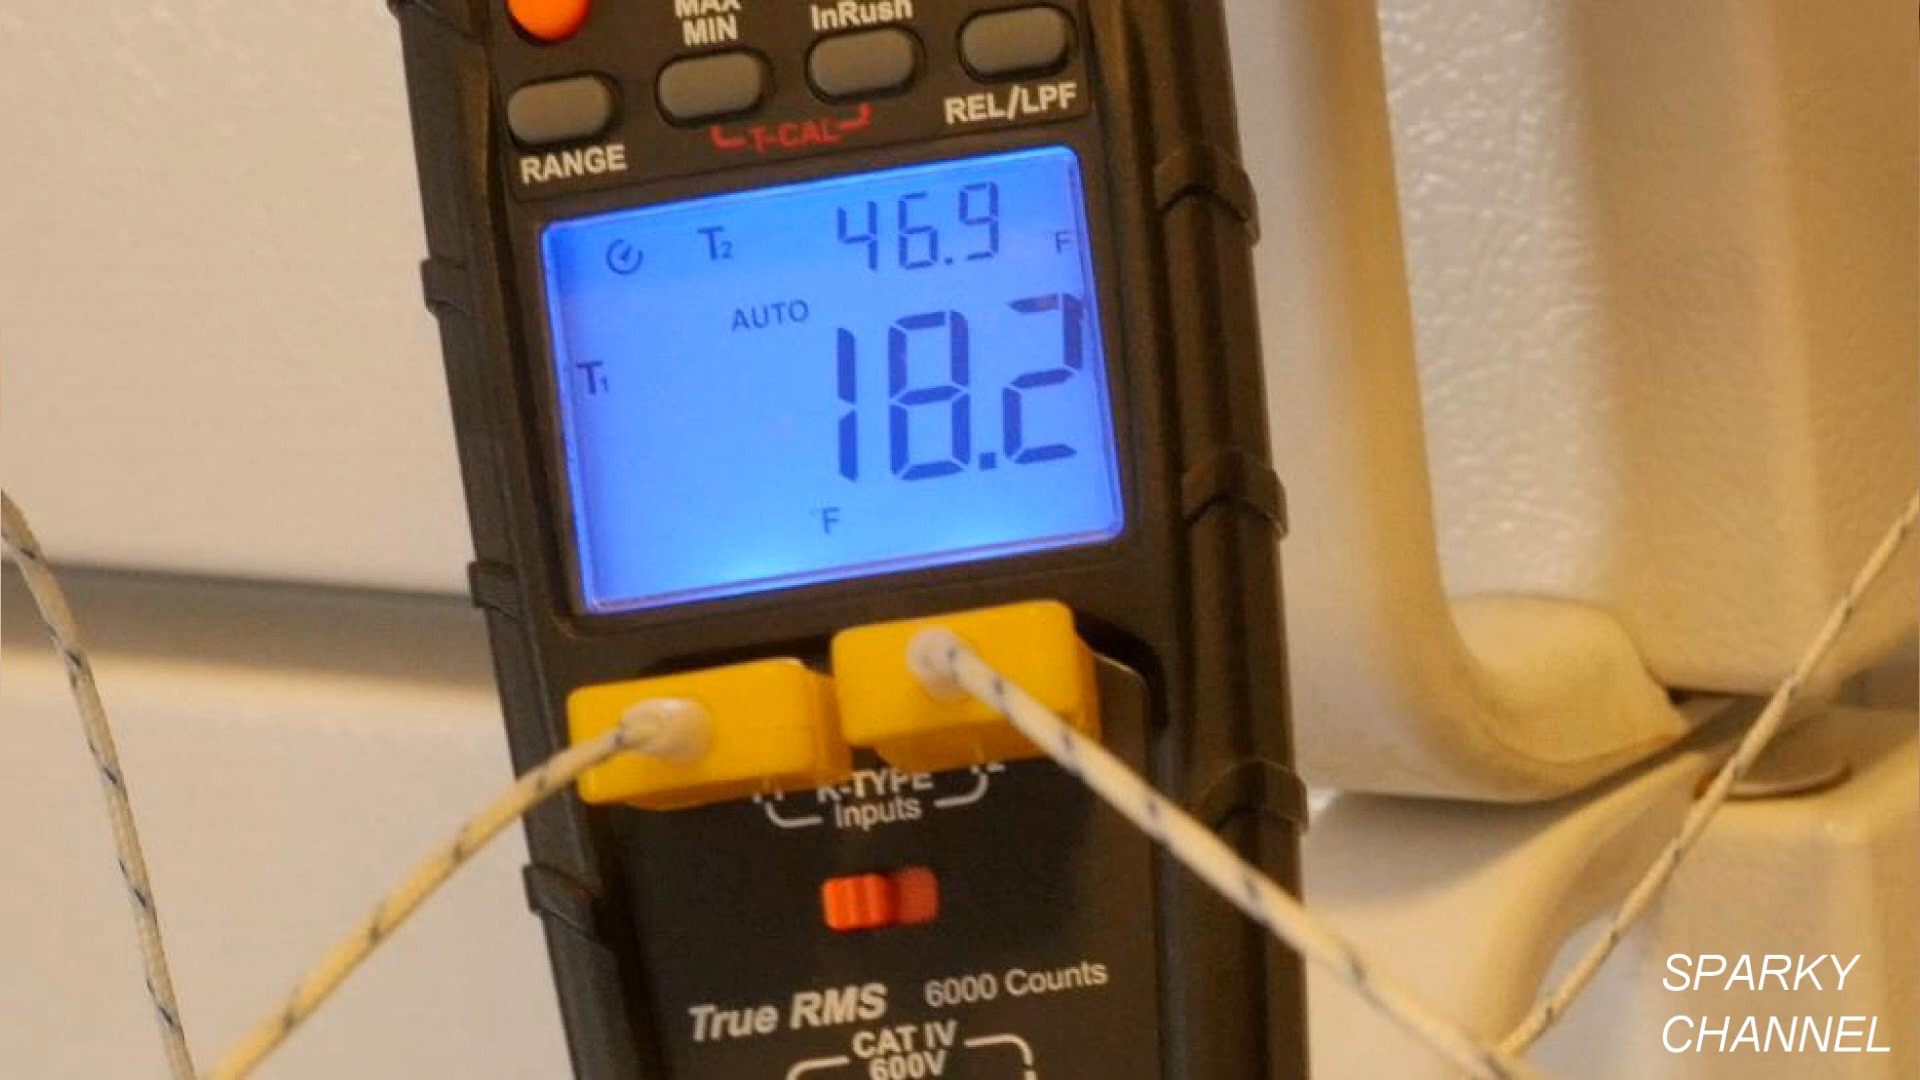 MAX
MIN
InRush
RANGE
T-CAL
REL/LPF
T2 46.9 F
AUTO
T1 18.2
°F
K-TYPE
Inputs
True RMS 6000 Counts
CAT IV
600V
SPARKY
CHANNEL